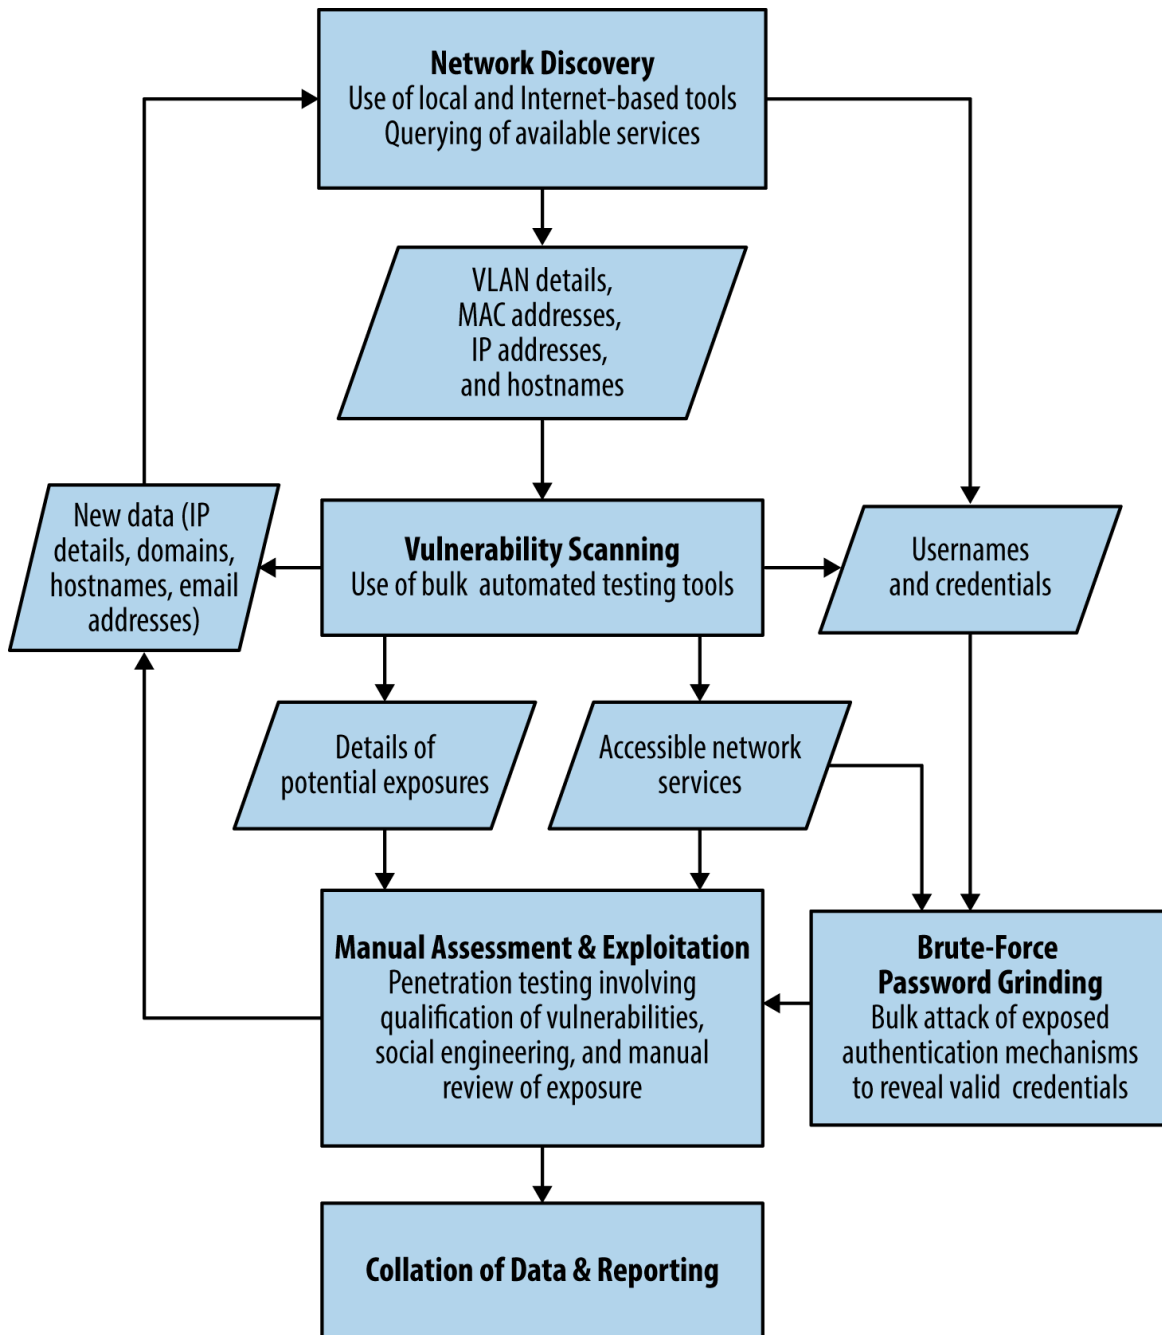 Network Discovery
Use of local and Internet-based tools
Querying of available services
VLAN details,
MAC addresses,
IP addresses,
and hostnames
New data (IP
details, domains,
hostnames, email
addresses)
Vulnerability Scanning
Use of bulk automated testing tools
Usernames
and credentials
Details of
potential exposures
Accessible network
services
Manual Assessment & Exploitation
Penetration testing involving
qualification of vulnerabilities,
social engineering, and manual
review of exposure
Brute-Force
Password Grinding
Bulk attack of exposed
authentication mechanisms
to reveal valid credentials
Collation of Data & Reporting